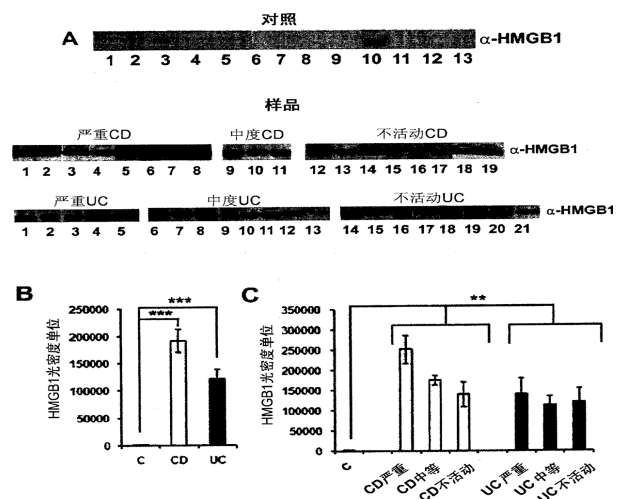 对照
A
α-HMGB1
1 2 3 4 5 6 7 8 9 10 11 12 13
样品
严重CD 中度CD 不活动CD
α-HMGB1
1 2 3 4 5 6 7 8 9 10 11 12 13 14 15 16 17 18 19
严重UC 中度UC 不活动UC
α-HMGB1
1 2 3 4 5 6 7 8 9 10 11 12 13 14 15 16 17 18 19 20 21
B
HMGB1光密度单位
250000
200000
150000
100000
50000
0
***
***
C CD UC
C
HMGB1光密度单位
350000
300000
250000
200000
150000
100000
50000
0
**
C CD严重 CD中等 CD不活动 UC严重 UC中等 UC不活动